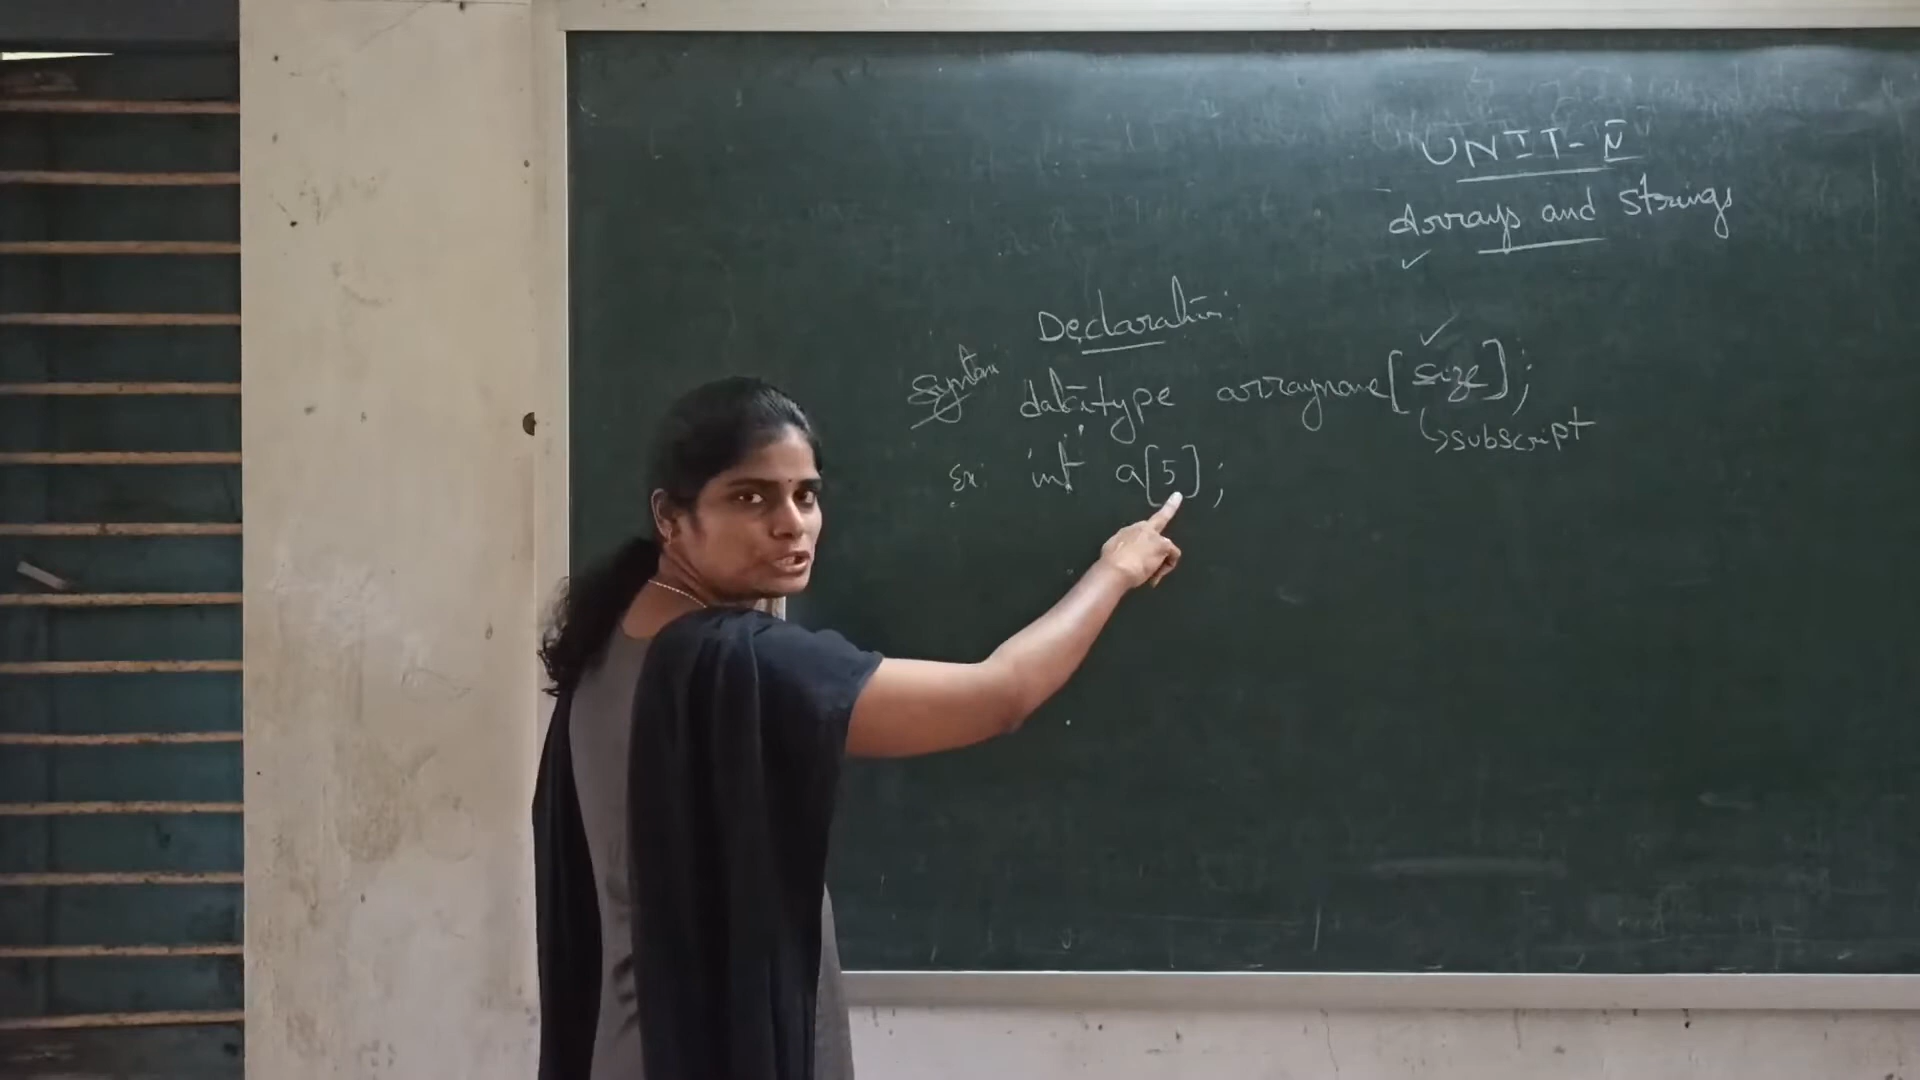 UNIT-IV
Arrays and Strings
Declaration:
Syntax datatype arrayname[size];
↳subscript
Ex: int a[5];